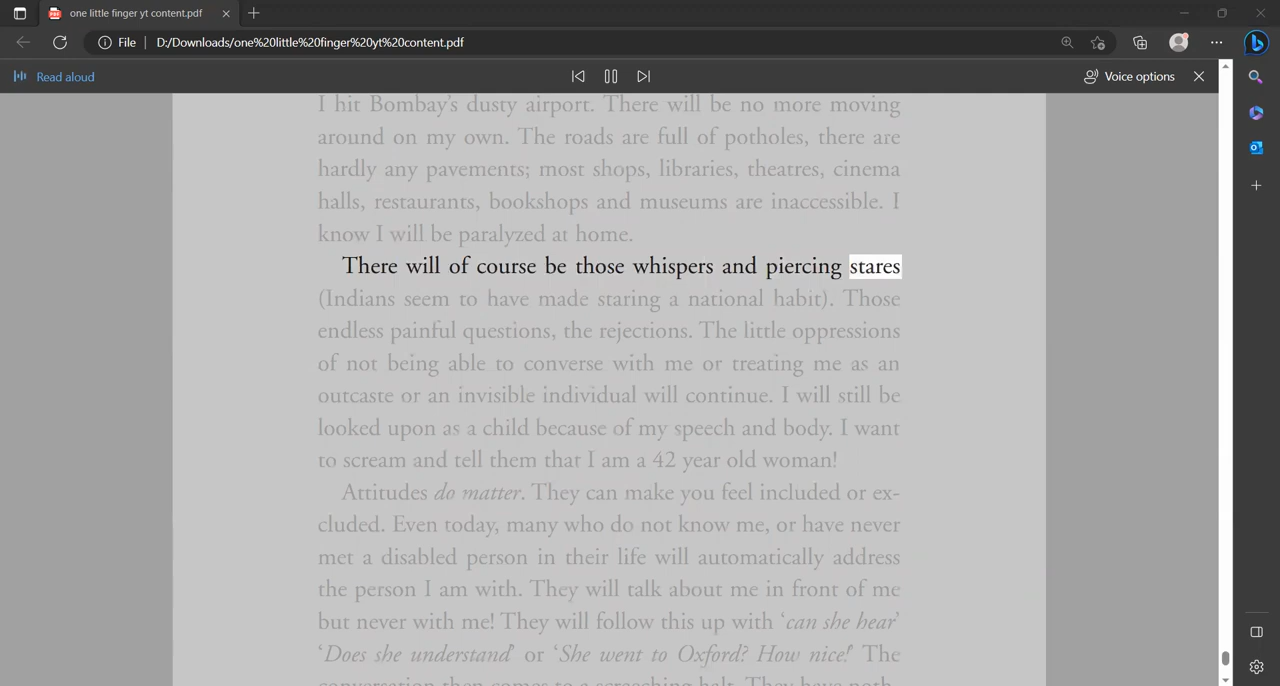 one little finger yt content.pdf
File D:/Downloads/one%20little%20finger%20yt%20content.pdf
Read aloud
Voice options
I hit Bombay's dusty airport. There will be no more moving
around on my own. The roads are full of potholes, there are
hardly any pavements; most shops, libraries, theatres, cinema
halls, restaurants, bookshops and museums are inaccessible. I
know I will be paralyzed at home.
There will of course be those whispers and piercing stares
(Indians seem to have made staring a national habit). Those
endless painful questions, the rejections. The little oppressions
of not being able to converse with me or treating me as an
outcaste or an invisible individual will continue. I will still be
looked upon as a child because of my speech and body. I want
to scream and tell them that I am a 42 year old woman!
Attitudes do matter. They can make you feel included or ex-
cluded. Even today, many who do not know me, or have never
met a disabled person in their life will automatically address
the person I am with. They will talk about me in front of me
but never with me! They will follow this up with ‘can she hear’
‘Does she understand’ or ‘She went to Oxford? How nice!’ The
conversation then comes to a screeching halt. They have noth-